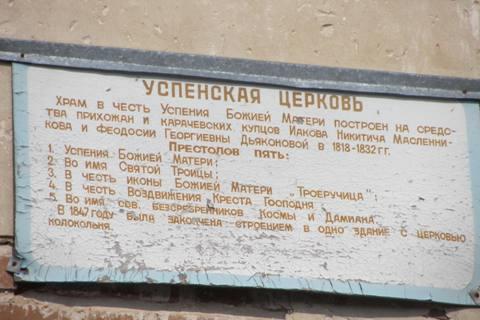 УСПЕНСКАЯ ЦЕРКОВЬ
ХРАМ В ЧЕСТЬ УСПЕНИЯ БОЖИЕЙ МАТЕРИ ПОСТРОЕН НА СРЕДС-
ТВА ПРИХОЖАН И КАРАЧЕВСКИХ КУПЦОВ ИАКОВА НИКИТИЧА МАСЛЕННИ-
КОВА И ФЕОДОСИИ ГЕОРГИЕВНЫ ДЬЯКОНОВОЙ В 1818-1832 ГГ.
ПРЕСТОЛОВ ПЯТЬ:
1. УСПЕНИЯ БОЖИЕЙ МАТЕРИ;
2. ВО ИМЯ СВЯТОЙ ТРОИЦЫ;
3. В ЧЕСТЬ ИКОНЫ БОЖИЕЙ МАТЕРИ "ТРОЕРУЧИЦА";
4. В ЧЕСТЬ ВОЗДВИЖЕНИЯ КРЕСТА ГОСПОДНЯ
5. ВО ИМЯ СВВ. БЕЗСРЕБРЕННИКОВ КОСМЫ И ДАМИАНА
В 1847 ГОДУ БЫЛА ЗАКОНЧЕНА СТРОЕНИЕМ В ОДНО ЗДАНИЕ С ЦЕРКОВЬЮ
КОЛОКОЛЬНЯ.